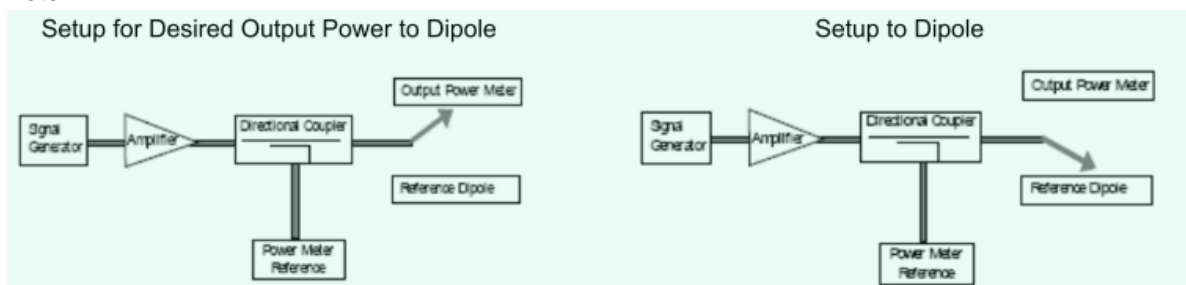 Setup for Desired Output Power to Dipole
Output Power Meter
Signal
Generator
Amplifier
Directional Coupler
Reference Dipole
Power Meter
Reference
Setup to Dipole
Output Power Meter
Signal
Generator
Amplifier
Directional Coupler
Reference Dipole
Power Meter
Reference